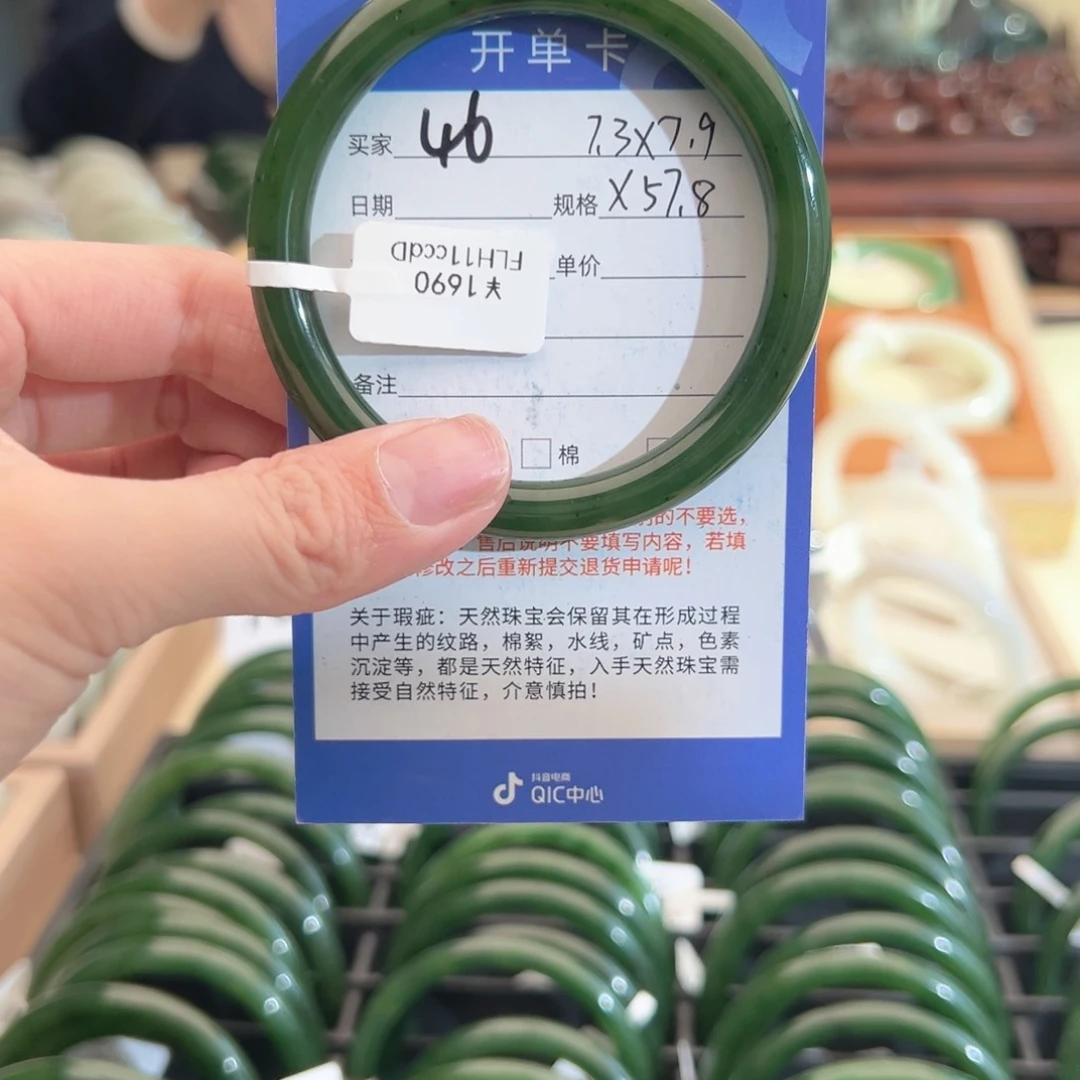 开单卡
买家 46 7.3X7.9
日期 规格 X57.8
FLH11ccdD
¥1690
单价
备注
棉
的不要选，
售后说明不要填写内容，若填
修改之后重新提交退货申请呢！
关于瑕疵：天然珠宝会保留其在形成过程
中产生的纹路，棉絮，水线，矿点，色素
沉淀等，都是天然特征，入手天然珠宝需
接受自然特征，介意慎拍！
抖音电商
QIC中心